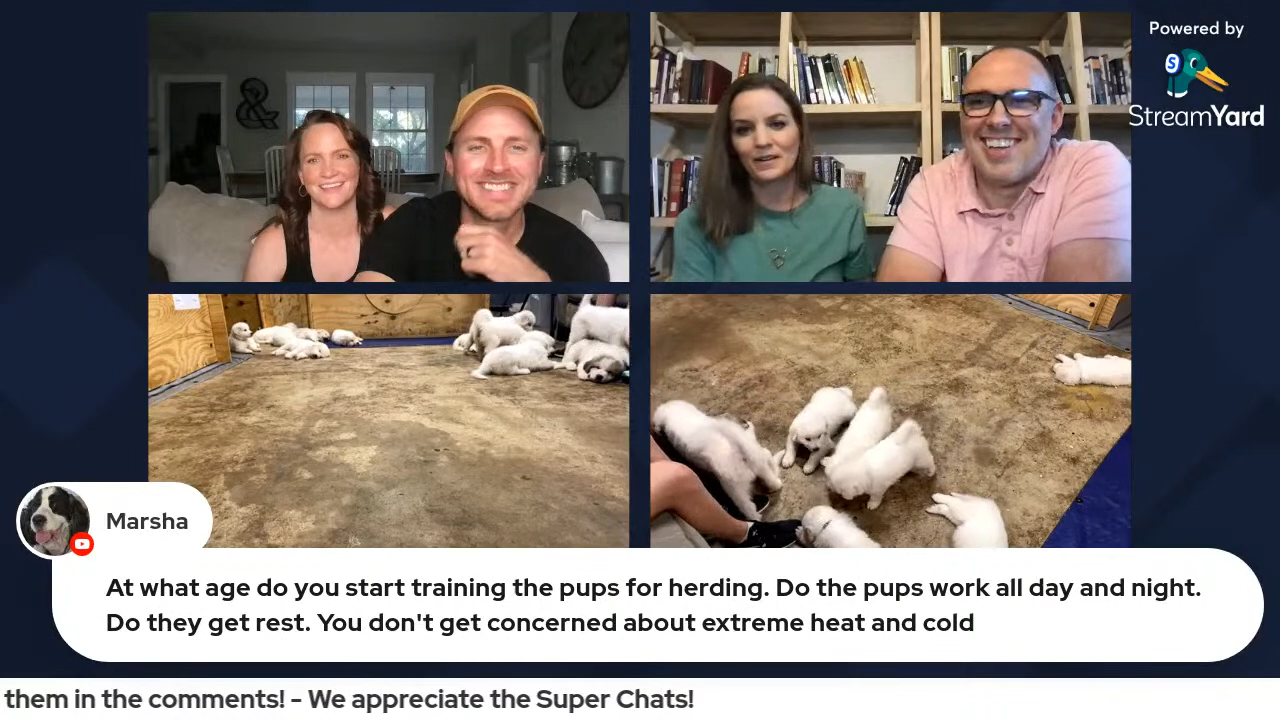 Powered by
StreamYard
Marsha
At what age do you start training the pups for herding. Do the pups work all day and night.
Do they get rest. You don't get concerned about extreme heat and cold
them in the comments! - We appreciate the Super Chats!